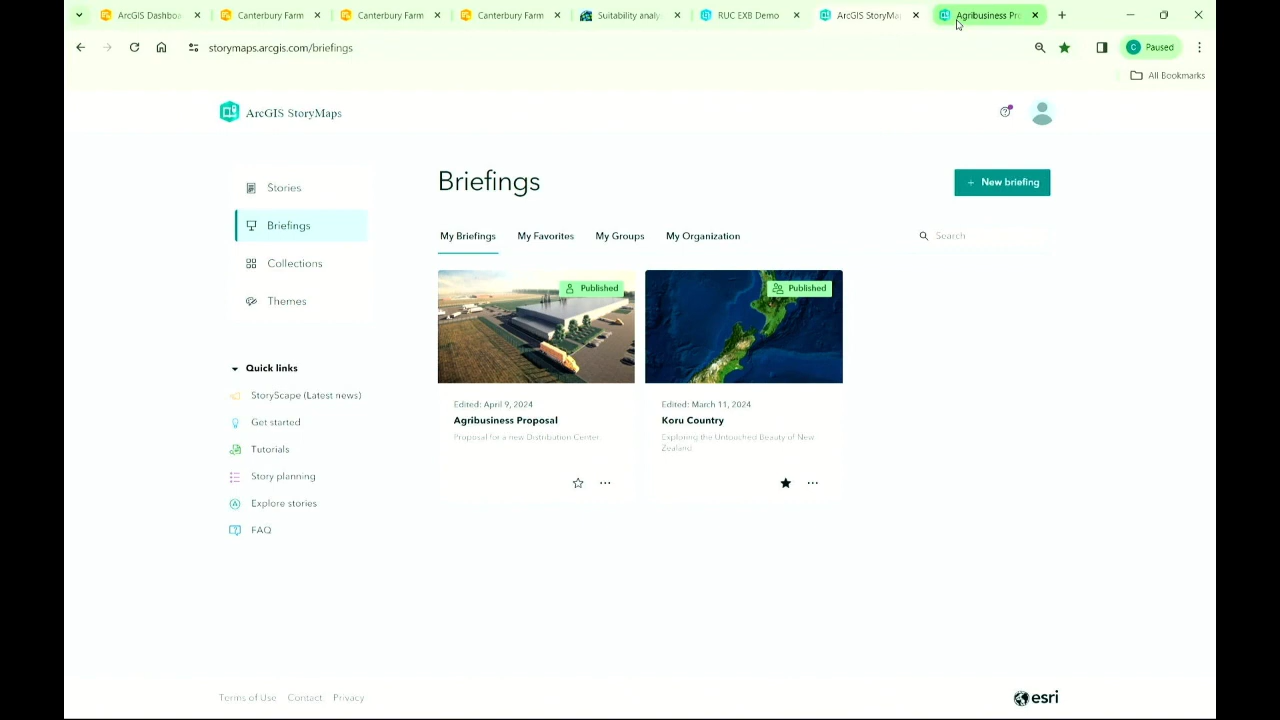 ArcGIS Dashboa
Canterbury Farm
Canterbury Farm
Canterbury Farm
Suitability analy
RUC EXB Demo
ArcGIS StoryMa
Agribusiness Pr
storymaps.arcgis.com/briefings
C
Paused
All Bookmarks
ArcGIS StoryMaps
Stories
Briefings
Collections
Themes
Quick links
StoryScape (Latest news)
Get started
Tutorials
Story planning
Explore stories
FAQ
Briefings
+ New briefing
My Briefings
My Favorites
My Groups
My Organization
Search
Published
Edited: April 9, 2024
Agribusiness Proposal
Proposal for a new Distribution Center.
Published
Edited: March 11, 2024
Koru Country
Exploring the Untouched Beauty of New
Zealand
Terms of Use
Contact
Privacy
esri